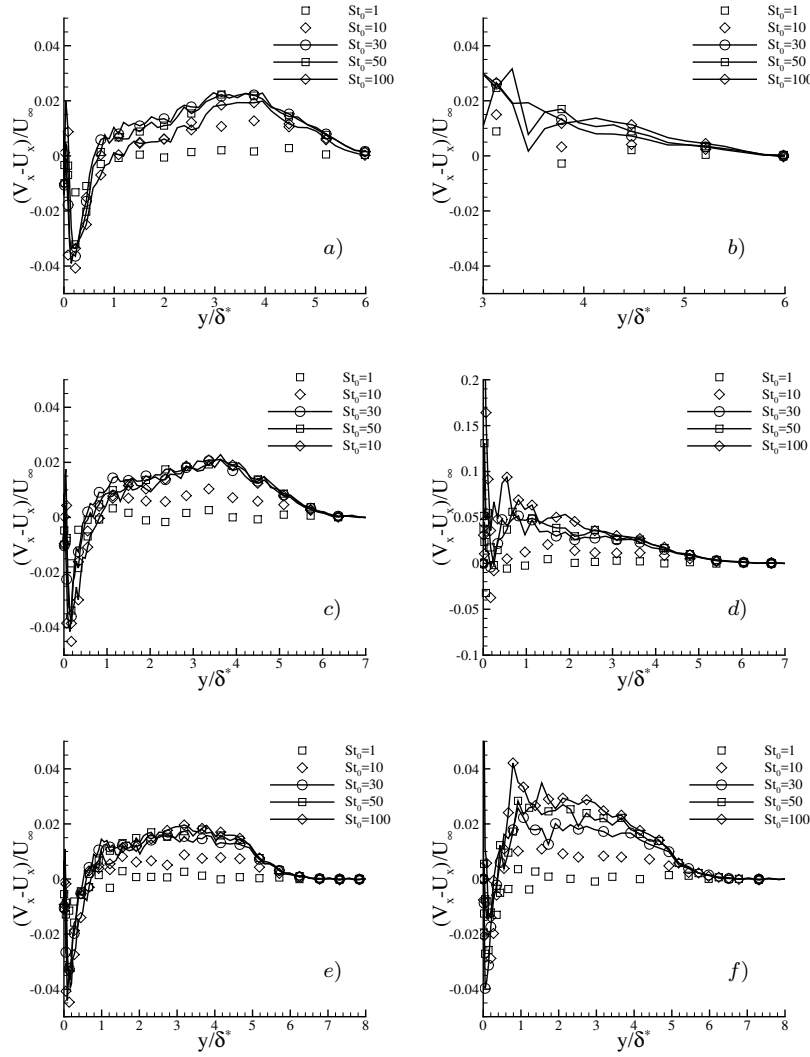 St₀=1
St₀=10
St₀=30
St₀=50
St₀=100
0.04
0.02
0
-0.02
-0.04
(Vₓ-Uₓ)/U∞
a)
0 1 2 3 4 5 6
y/δ*
St₀=1
St₀=10
St₀=30
St₀=50
St₀=100
0.04
0.02
0
-0.02
-0.04
(Vₓ-Uₓ)/U∞
b)
3 4 5 6
y/δ*
St₀=1
St₀=10
St₀=30
St₀=50
St₀=10
0.04
0.02
0
-0.02
-0.04
(Vₓ-Uₓ)/U∞
c)
0 1 2 3 4 5 6 7
y/δ*
St₀=1
St₀=10
St₀=30
St₀=50
St₀=100
0.2
0.15
0.1
0.05
0
-0.05
-0.1
(Vₓ-Uₓ)/U∞
d)
0 1 2 3 4 5 6 7
y/δ*
St₀=1
St₀=10
St₀=30
St₀=50
St₀=100
0.04
0.02
0
-0.02
-0.04
(Vₓ-Uₓ)/U∞
e)
0 1 2 3 4 5 6 7 8
y/δ*
St₀=1
St₀=10
St₀=30
St₀=50
St₀=100
0.04
0.02
0
-0.02
-0.04
(Vₓ-Uₓ)/U∞
f)
0 1 2 3 4 5 6 7 8
y/δ*